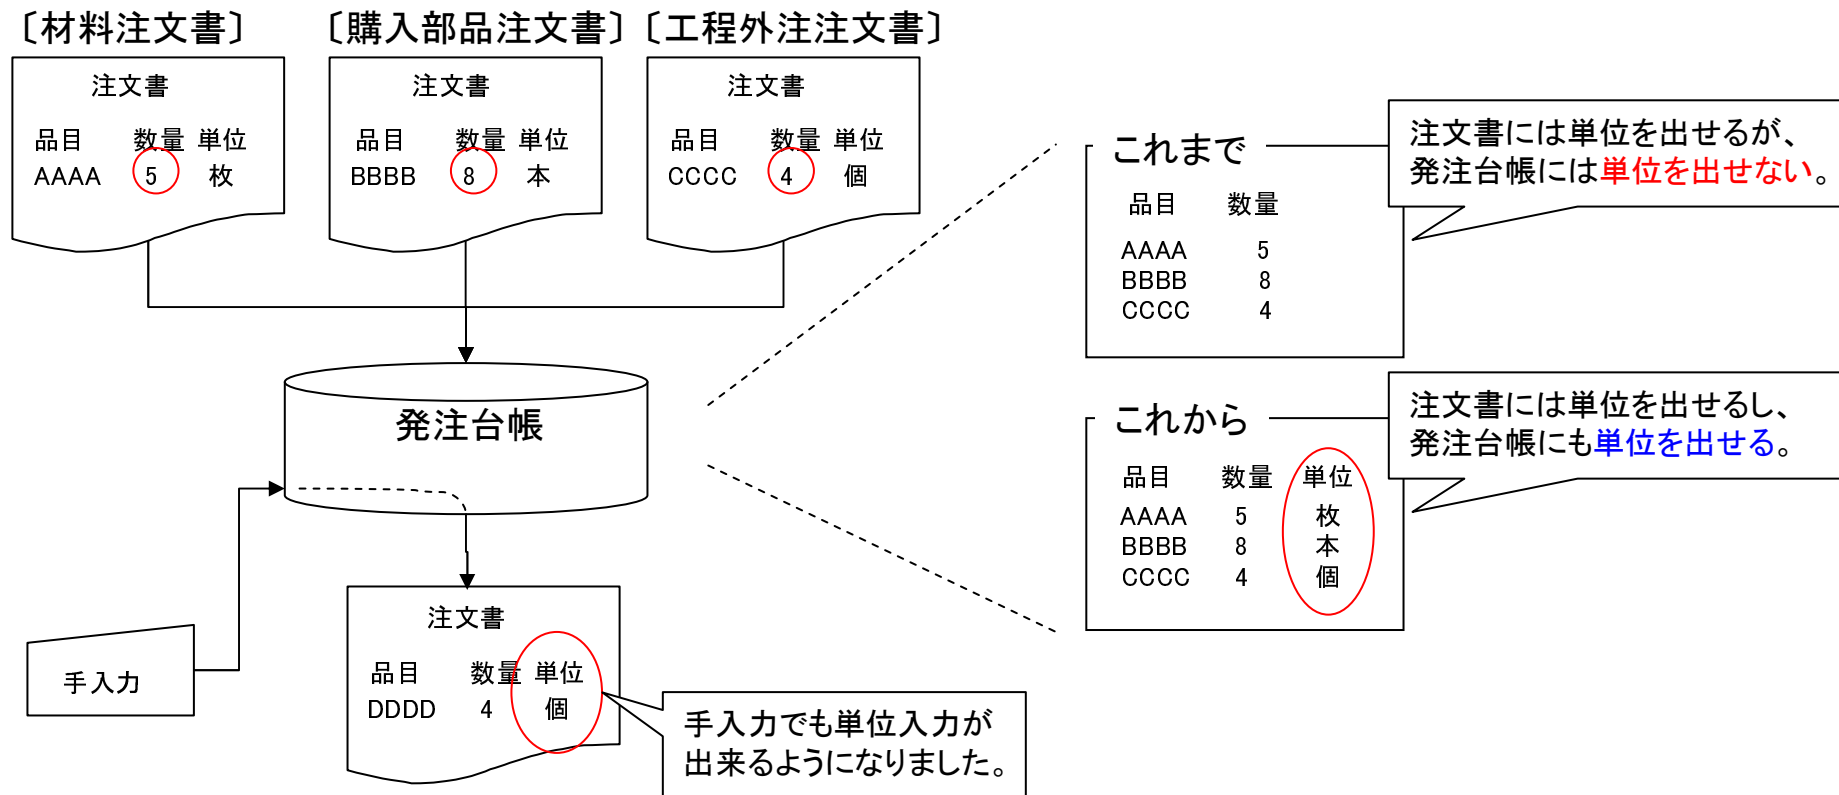 〔材料注文書〕
注文書
品目 数量 単位
AAAA 5 枚
〔購入部品注文書〕
注文書
品目 数量 単位
BBBB 8 本
〔工程外注注文書〕
注文書
品目 数量 単位
CCCC 4 個
発注台帳
手入力
注文書
品目 数量 単位
DDDD 4 個
手入力でも単位入力が
出来るようになりました。
これまで
品目 数量
AAAA 5
BBBB 8
CCCC 4
注文書には単位を出せるが、
発注台帳には単位を出せない。
これから
品目 数量 単位
AAAA 5 枚
BBBB 8 本
CCCC 4 個
注文書には単位を出せるし、
発注台帳にも単位を出せる。